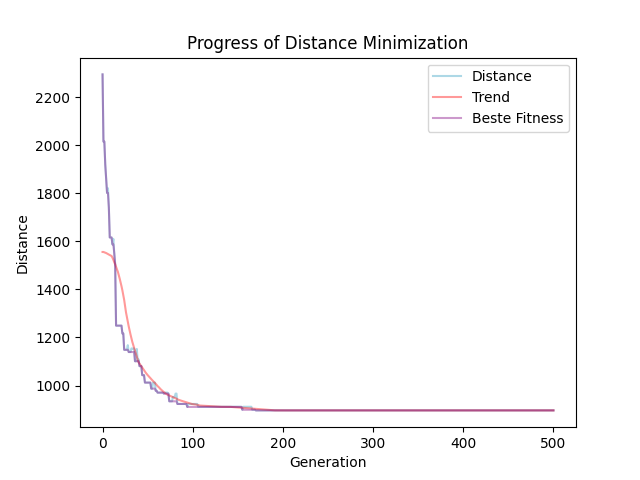 Progress of Distance Minimization
Distance
Trend
Beste Fitness
2200
2000
1800
1600
1400
1200
1000
Distance
0 100 200 300 400 500
Generation